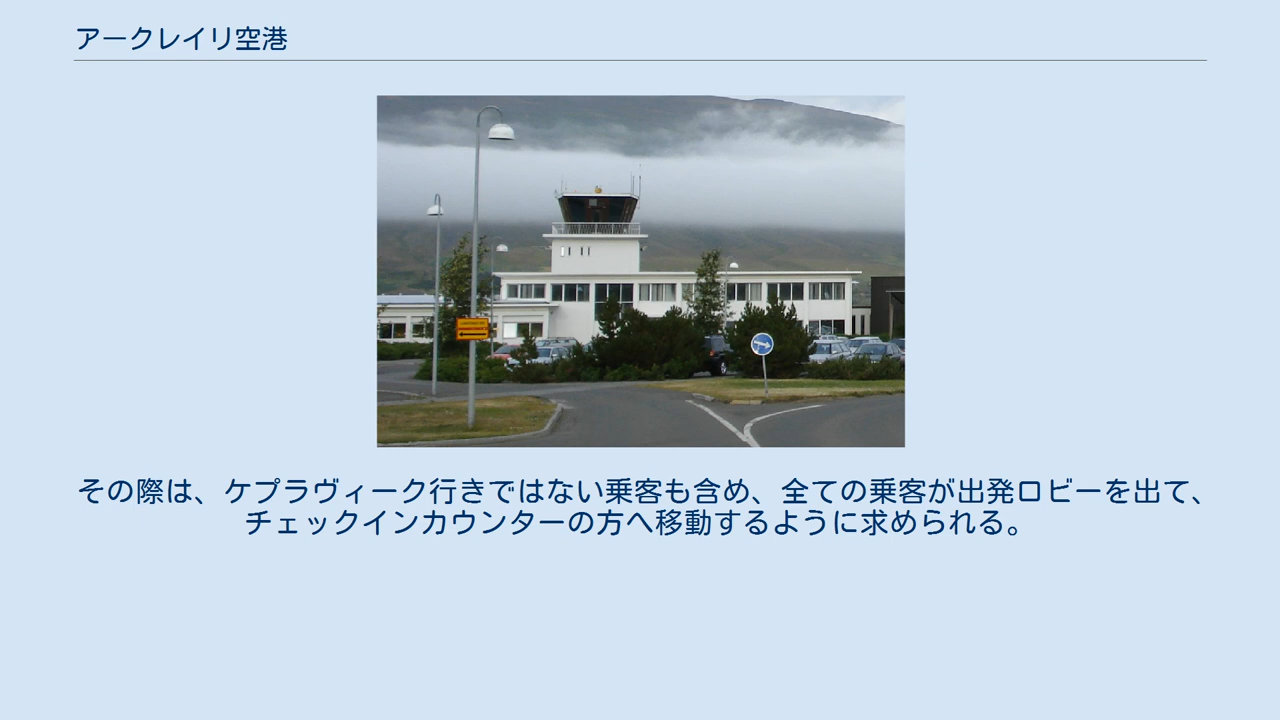 アークレイリ空港
その際は、ケプラヴィーク行きではない乗客も含め、全ての乗客が出発ロビーを出て、
チェックインカウンターの方へ移動するように求められる。